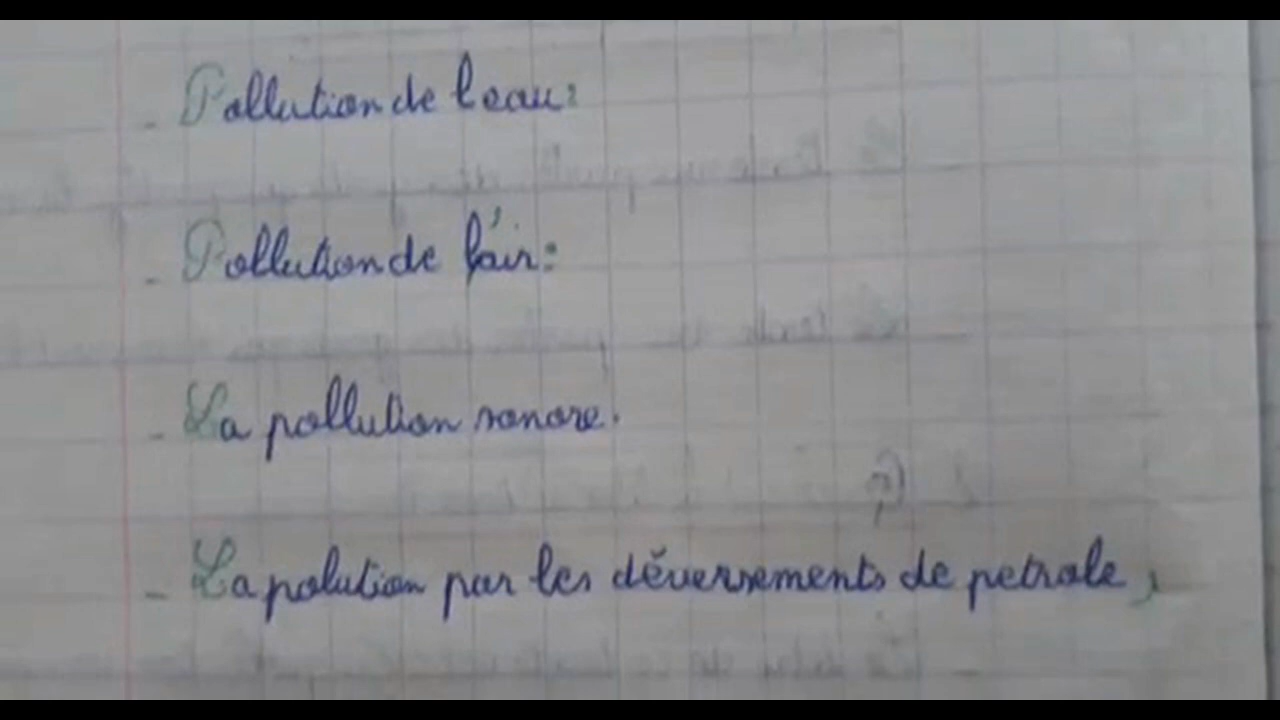 - Pollution de l eau:
- Pollution de l'air:
- La pollution sonore.
- La polution par les déversements de petrole,